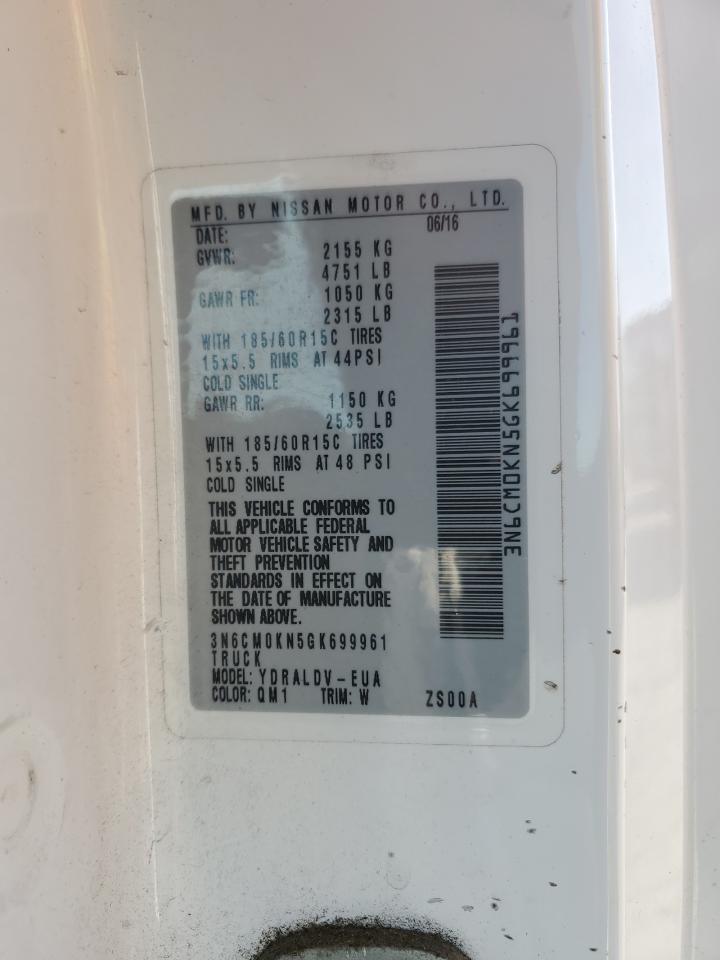 MFD. BY NISSAN MOTOR CO., LTD.
DATE: 06/16
GVWR: 2155 KG
4751 LB
GAWR FR: 1050 KG
2315 LB
WITH 185/60R15C TIRES
15x5.5 RIMS AT 44PSI
COLD SINGLE
GAWR RR: 1150 KG
2535 LB
WITH 185/60R15C TIRES
15x5.5 RIMS AT 48 PSI
COLD SINGLE
THIS VEHICLE CONFORMS TO
ALL APPLICABLE FEDERAL
MOTOR VEHICLE SAFETY AND
THEFT PREVENTION
STANDARDS IN EFFECT ON
THE DATE OF MANUFACTURE
SHOWN ABOVE.
3N6CM0KN5GK699961
TRUCK
MODEL: YDRALDV-EUA
COLOR: QM1 TRIM: W ZS00A
3N6CM0KN5GK699961